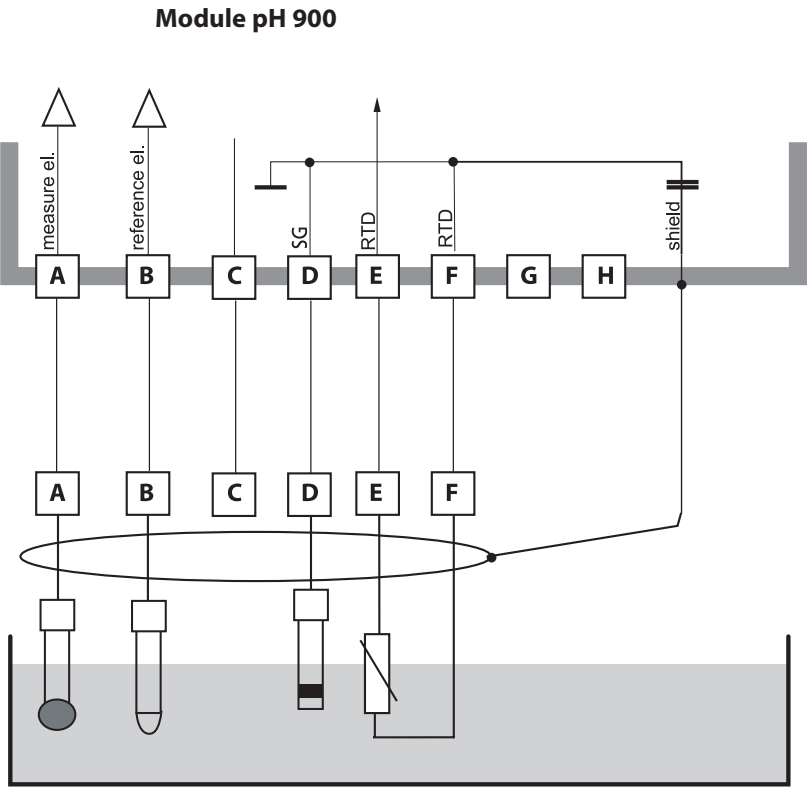 Module pH 900
measure el.
reference el.
SG
RTD
RTD
shield
A B C D E F G H
A B C D E F